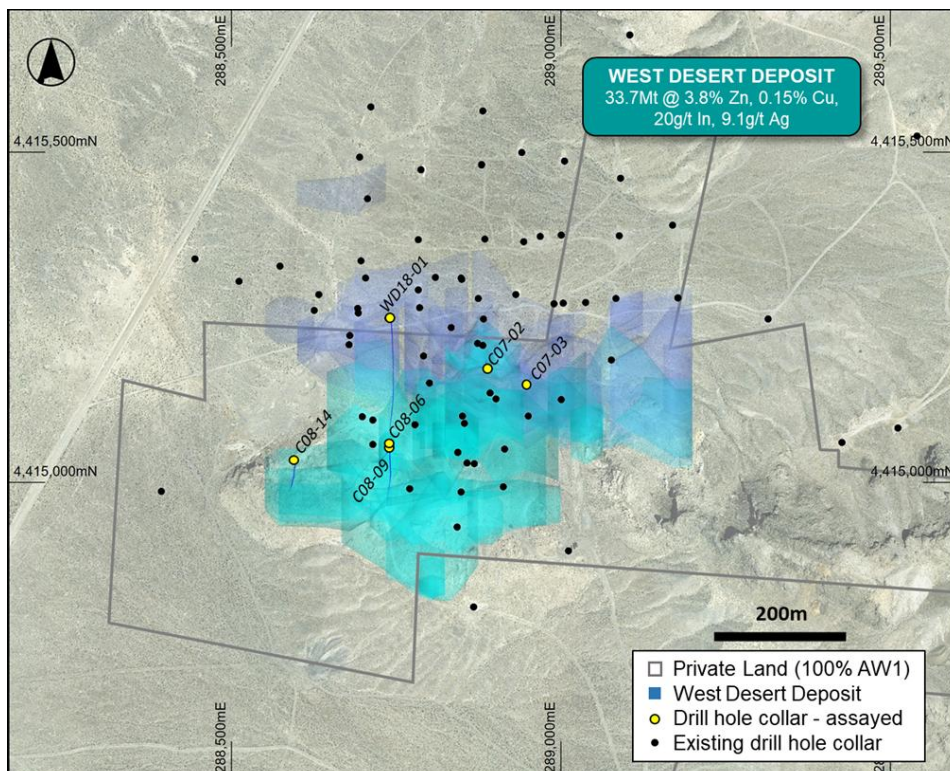 288,500mE
289,000mE
289,500mE
WEST DESERT DEPOSIT
33.7Mt @ 3.8% Zn, 0.15% Cu,
20g/t In, 9.1g/t Ag
4,415,500mN
4,415,500mN
WD18-01
C07-02
C07-03
C08-06
C08-14
C08-09
4,415,000mN
4,415,000mN
200m
Private Land (100% AW1)
West Desert Deposit
Drill hole collar - assayed
Existing drill hole collar
288,500mE
289,000mE